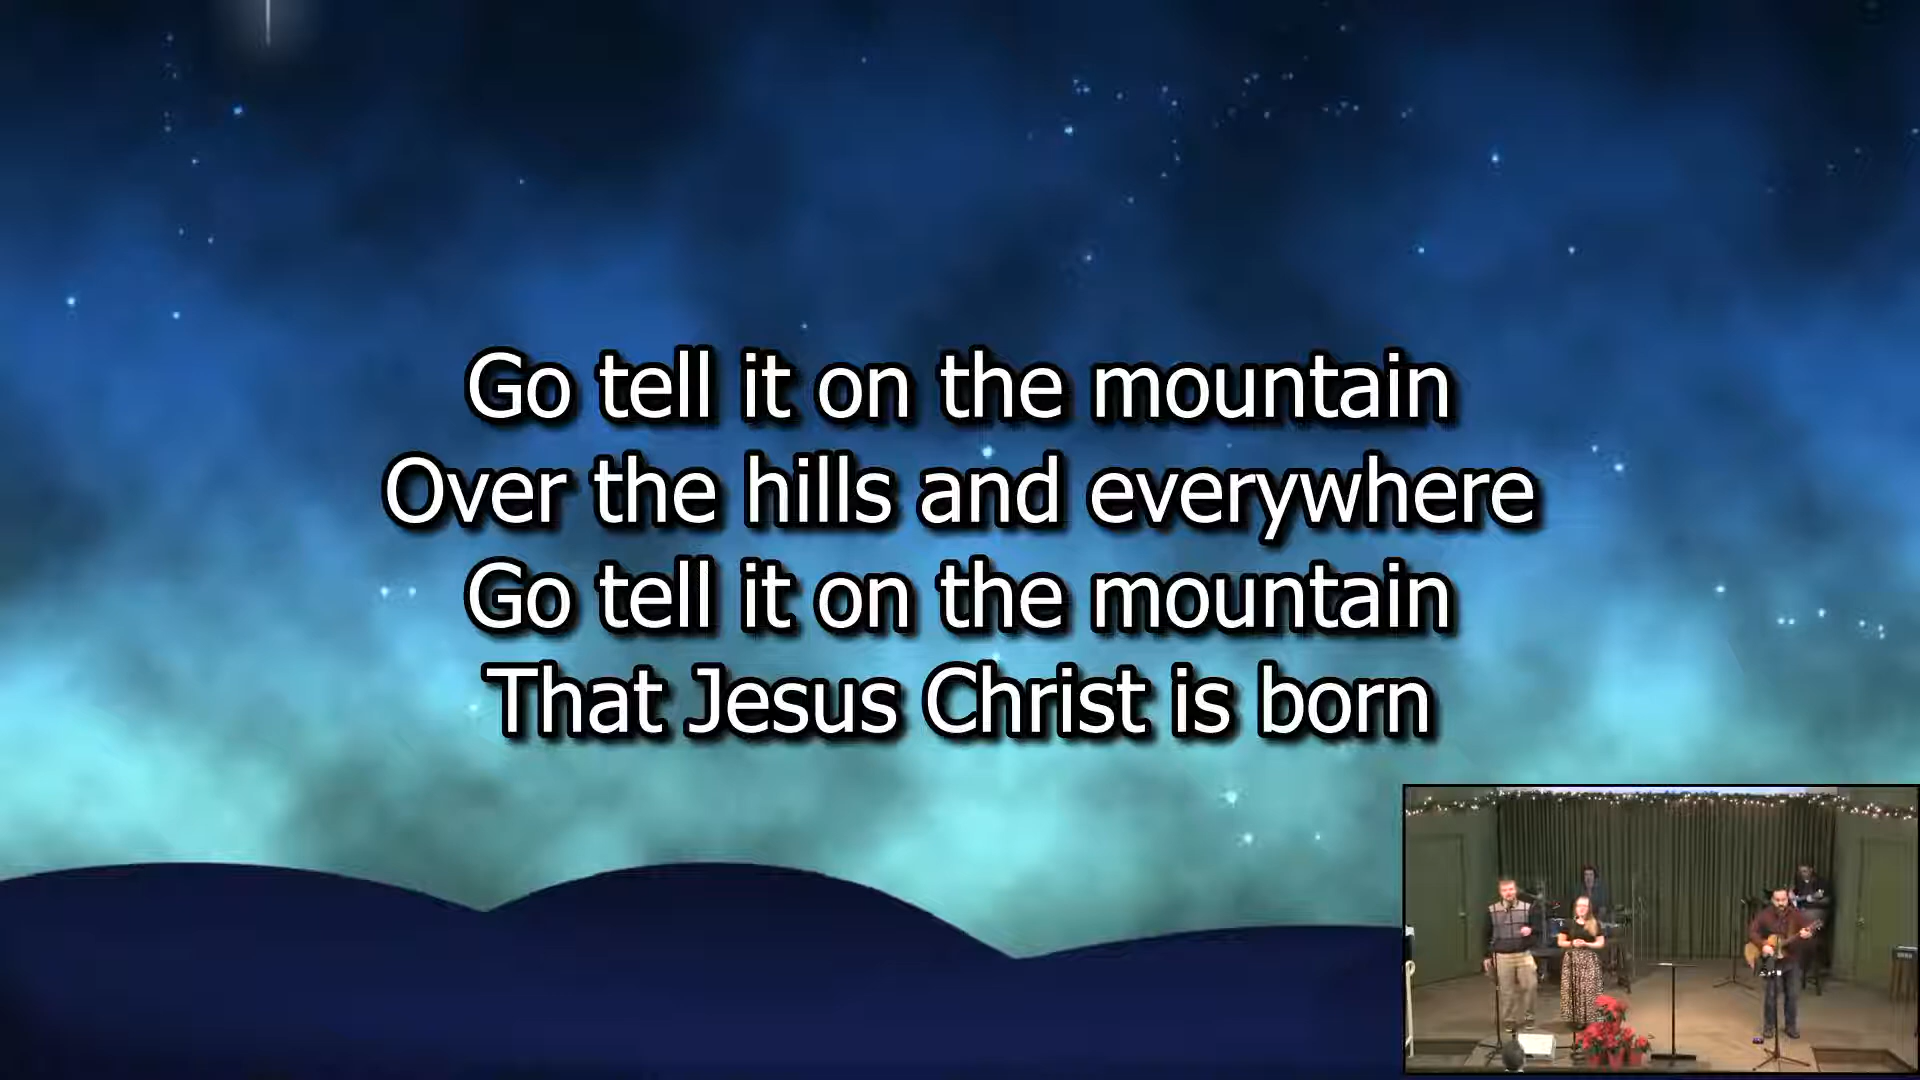 Go tell it on the mountain
Over the hills and everywhere
Go tell it on the mountain
That Jesus Christ is born